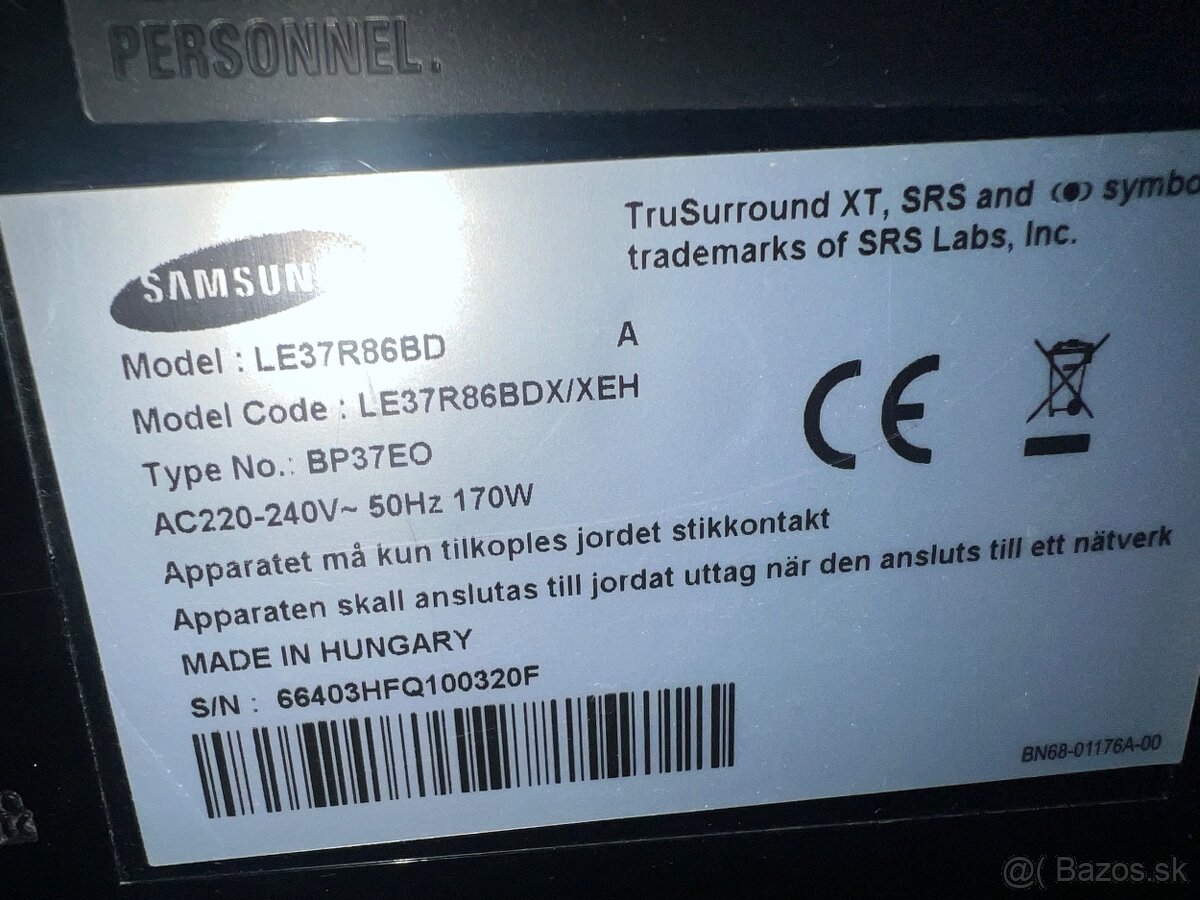 PERSONNEL.
TruSurround XT, SRS and (●) symbo
trademarks of SRS Labs, Inc.
SAMSUN
Model : LE37R86BD A
Model Code : LE37R86BDX/XEH
Type No.: BP37EO
AC220-240V~ 50Hz 170W
Apparatet må kun tilkoples jordet stikkontakt
Apparaten skall anslutas till jordat uttag när den ansluts till ett nätverk
MADE IN HUNGARY
S/N : 66403HFQ100320F
CE
BN68-01176A-00
@( Bazos.sk